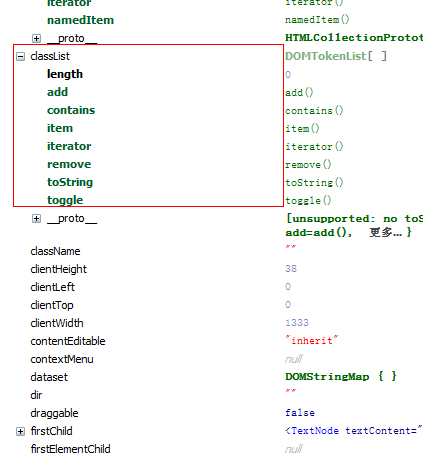 iterator iterator()
namedItem namedItem()
__proto__ HTMLCollectionProtot
classList DOMTokenList[ ]
length 0
add add()
contains contains()
item item()
iterator iterator()
remove remove()
toString toString()
toggle toggle()
__proto__ [unsupported: no toS
add=add(), 更多…}
className ""
clientHeight 38
clientLeft 0
clientTop 0
clientWidth 1333
contentEditable "inherit"
contextMenu null
dataset DOMStringMap { }
dir ""
draggable false
firstChild <TextNode textContent="
firstElementChild null